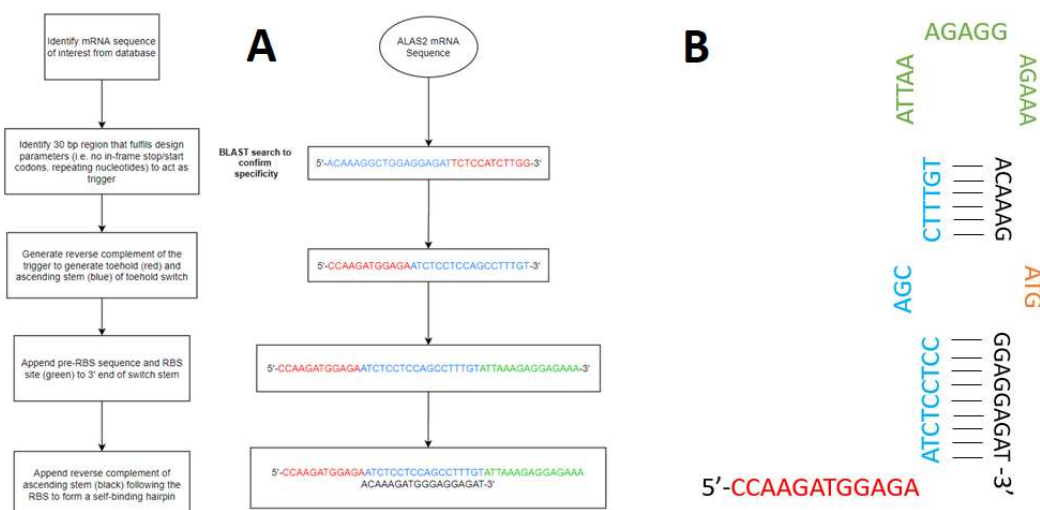 Identify mRNA sequence
of interest from database
Identify 30 bp region that fulfils design
parameters (i.e. no in-frame stop/start
codons, repeating nucleotides) to act as
trigger
Generate reverse complement of the
trigger to generate toehold (red) and
ascending stem (blue) of toehold switch
Append pre-RBS sequence and RBS
site (green) to 3' end of switch stem
Append reverse complement of
ascending stem (black) following the
RBS to form a self-binding hairpin
A
ALAS2 mRNA
Sequence
BLAST search to
confirm
specificity
5'-ACAAAGGCTGGAGGAGATTCTCCATCTTGG-3'
5'-CCAAGATGGAGAATCTCCTCCAGCCTTTGT-3'
5'-CCAAGATGGAGAATCTCCTCCAGCCTTTGTATTAAAGAGGAGAAA-3'
5'-CCAAGATGGAGAATCTCCTCCAGCCTTTGTATTAAAGAGGAGAAA
ACAAAGATGGGAGGAGAT-3'
B
AGAGG
ATTAA
AGAAA
CTTTGT
ACAAAG
AGC
ATG
ATCTCCTCC
GGAGGAGAT -3'
5'-CCAAGATGGAGA